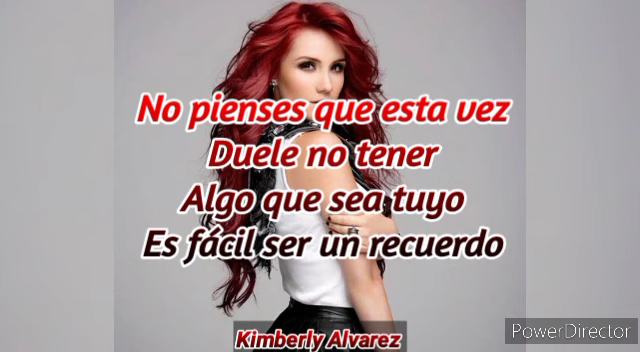 No pienses que esta vez
Duele no tener
Algo que sea tuyo
Es fácil ser un recuerdo
Kimberly Alvarez
PowerDirector